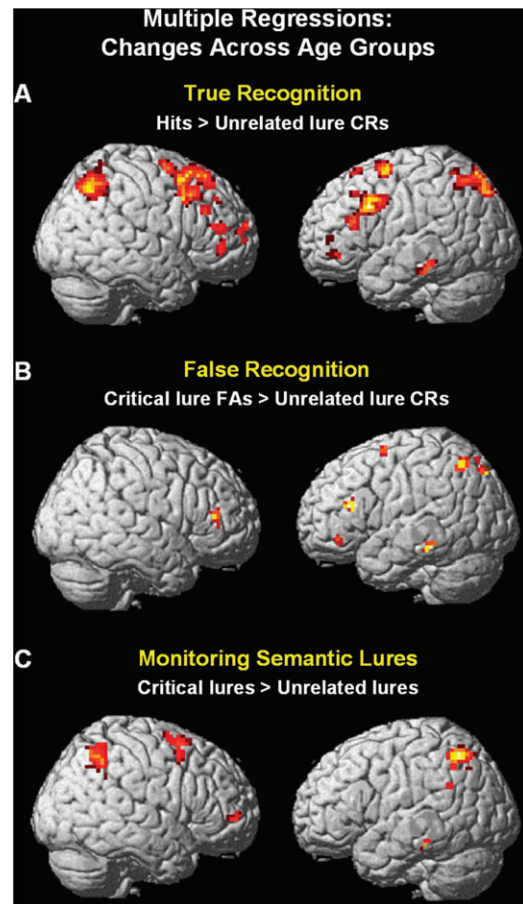 Multiple Regressions:
Changes Across Age Groups
A
True Recognition
Hits > Unrelated lure CRs
B
False Recognition
Critical lure FAs > Unrelated lure CRs
C
Monitoring Semantic Lures
Critical lures > Unrelated lures